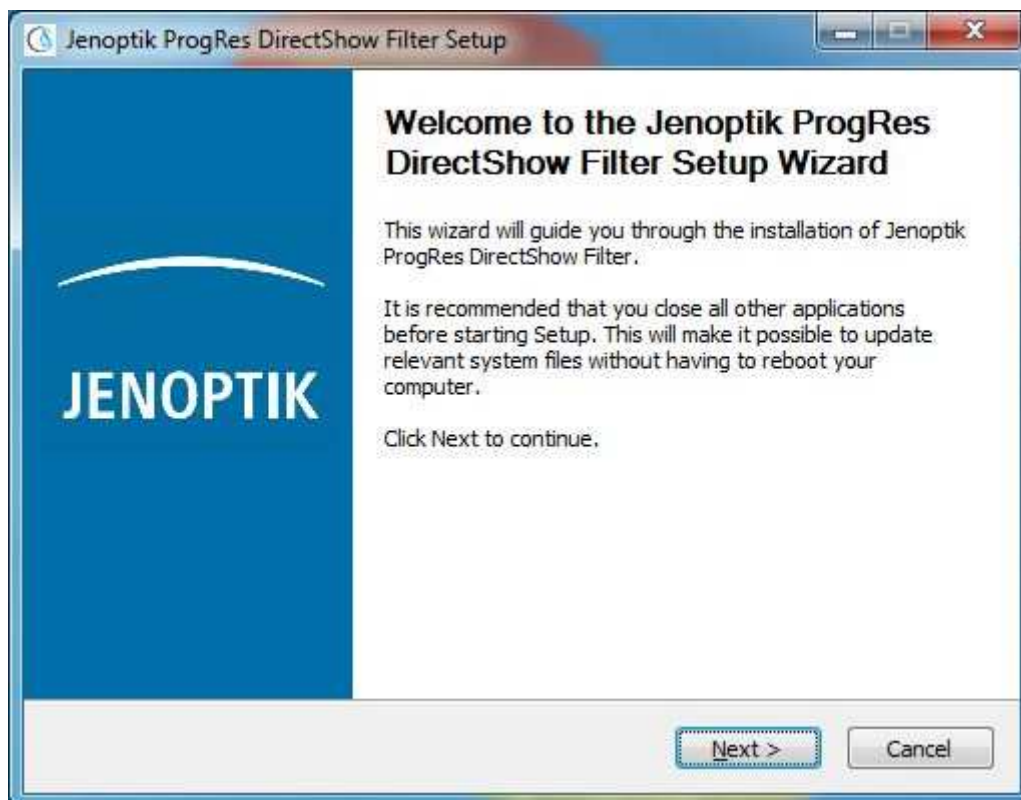 Jenoptik ProgRes DirectShow Filter Setup
Welcome to the Jenoptik ProgRes
DirectShow Filter Setup Wizard
This wizard will guide you through the installation of Jenoptik
ProgRes DirectShow Filter.
It is recommended that you close all other applications
before starting Setup. This will make it possible to update
relevant system files without having to reboot your
computer.
Click Next to continue.
JENOPTIK
Next >
Cancel